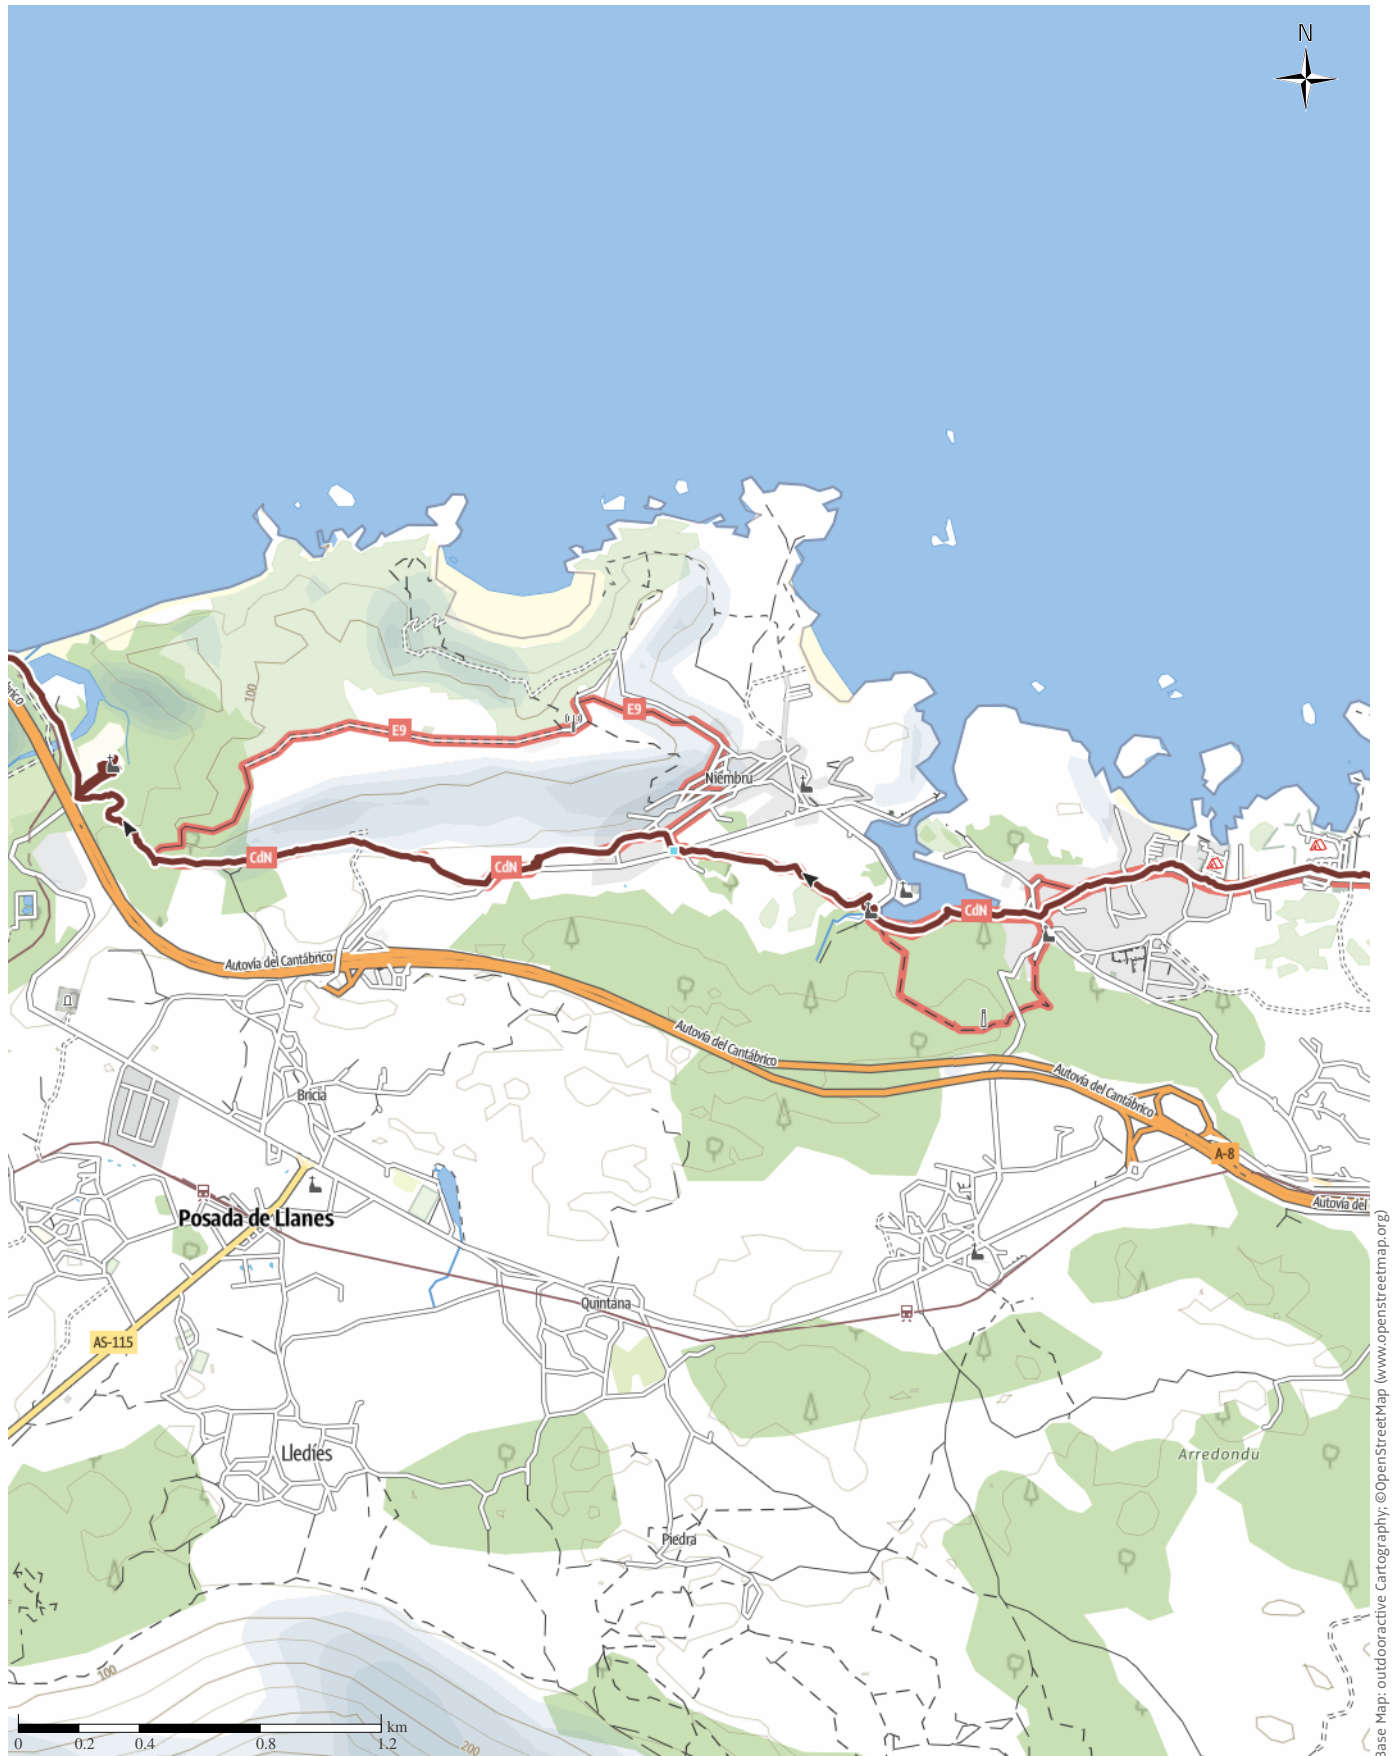 N
100
E9
E9
Niembru
CdN
CdN
CdN
Autovía del Cantábrico
Autovía del Cantábrico
Autovía del Cantábrico
Bricia
A-8
Autovía del
Posada de Llanes
Quintana
AS-115
Lledíes
Arredondu
Piedra
100
200
km
0 0.2 0.4 0.8 1.2
ase Map: outdooractive Cartography; ©OpenStreetMap (www.openstreetmap.org)